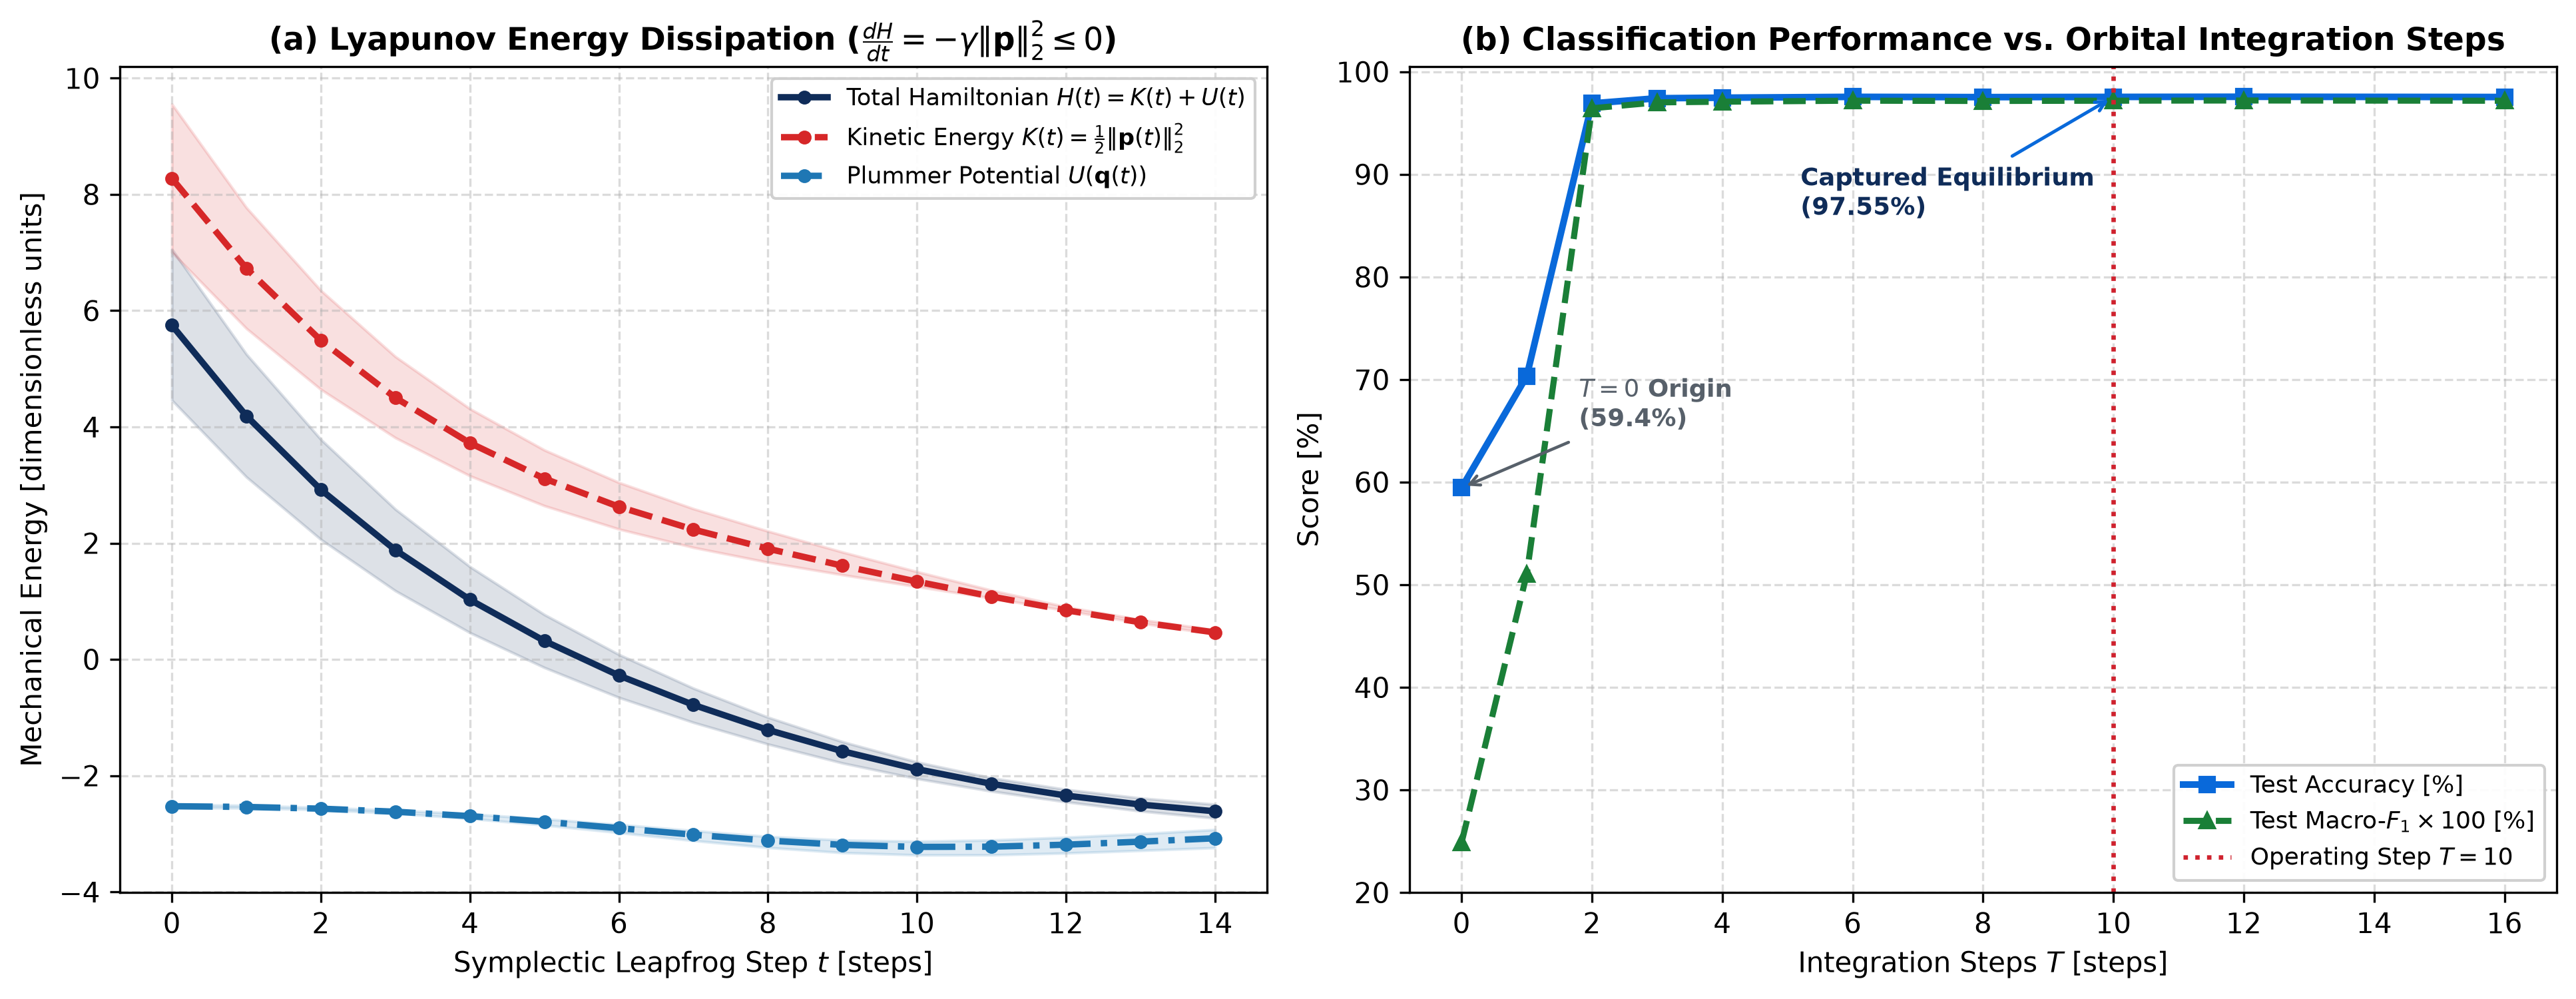 (a) Lyapunov Energy Dissipation (dH/dt = −γ‖p‖₂² ≤ 0)
10
8
6
4
2
0
−2
−4
Mechanical Energy [dimensionless units]
Total Hamiltonian H(t) = K(t) + U(t)
Kinetic Energy K(t) = ½‖p(t)‖₂²
Plummer Potential U(q(t))
0 2 4 6 8 10 12 14
Symplectic Leapfrog Step t [steps]
(b) Classification Performance vs. Orbital Integration Steps
100
90
80
70
60
50
40
30
20
Score [%]
Captured Equilibrium
(97.55%)
T = 0 Origin
(59.4%)
Test Accuracy [%]
Test Macro-F₁ × 100 [%]
Operating Step T = 10
0 2 4 6 8 10 12 14 16
Integration Steps T [steps]